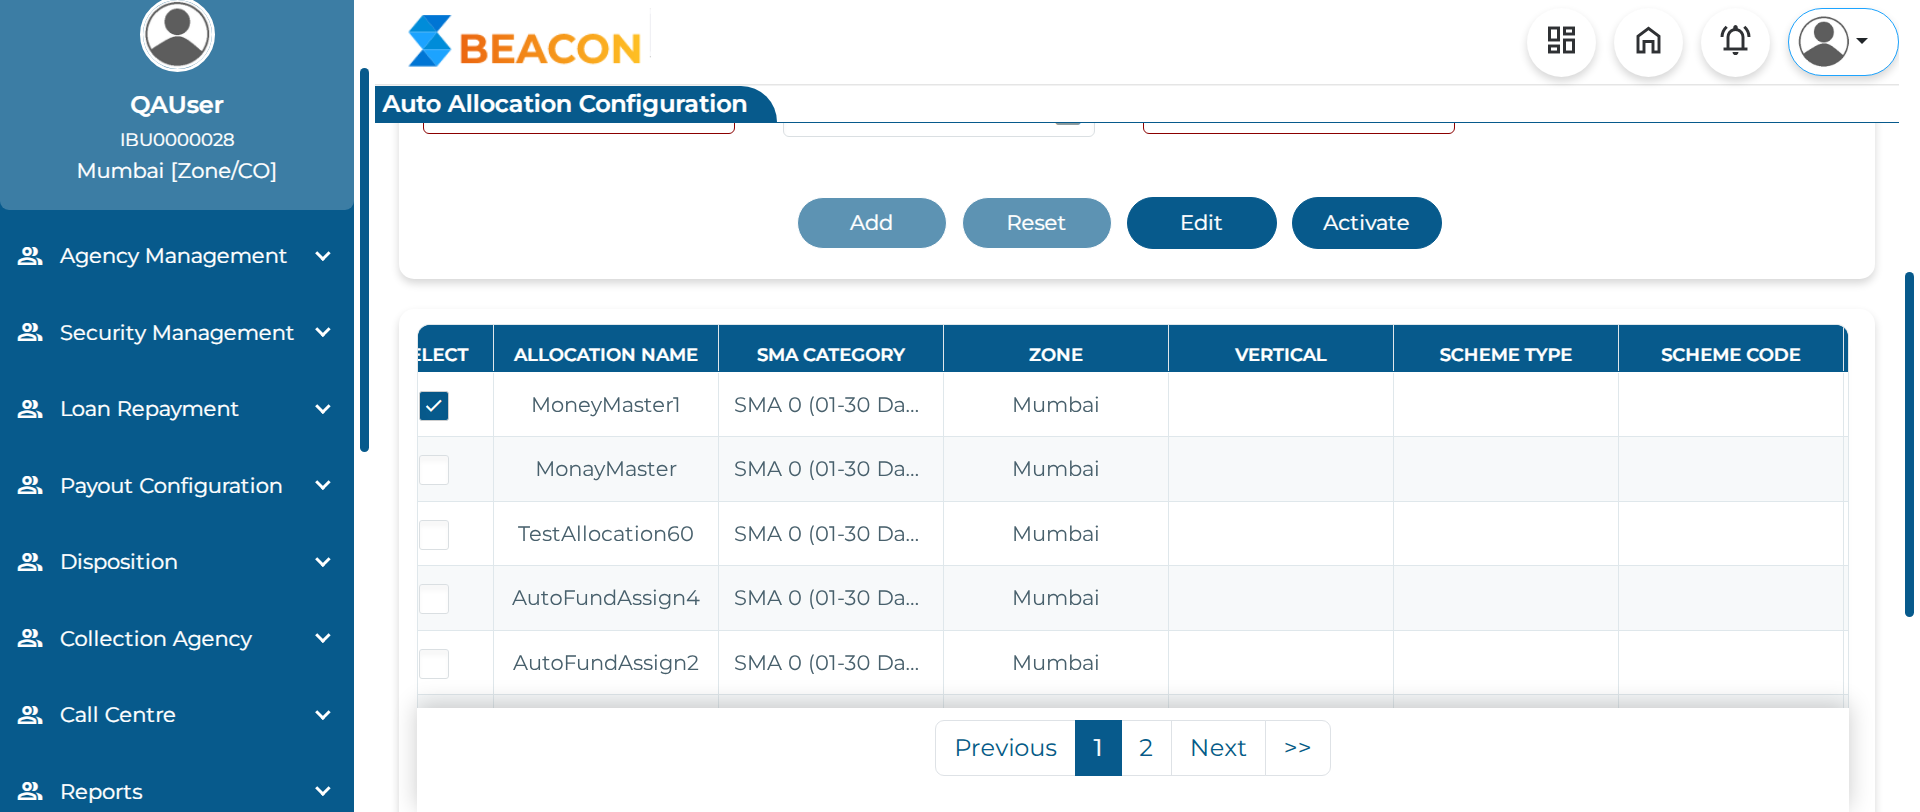 QAUser
IBU0000028
Mumbai [Zone/CO]
Agency Management
Security Management
Loan Repayment
Payout Configuration
Disposition
Collection Agency
Call Centre
Reports
BEACON
Auto Allocation Configuration
Add Reset Edit Activate
ELECT ALLOCATION NAME SMA CATEGORY ZONE VERTICAL SCHEME TYPE SCHEME CODE
MoneyMaster1 SMA 0 (01-30 Da... Mumbai
MonayMaster SMA 0 (01-30 Da... Mumbai
TestAllocation60 SMA 0 (01-30 Da... Mumbai
AutoFundAssign4 SMA 0 (01-30 Da... Mumbai
AutoFundAssign2 SMA 0 (01-30 Da... Mumbai
Previous 1 2 Next >>